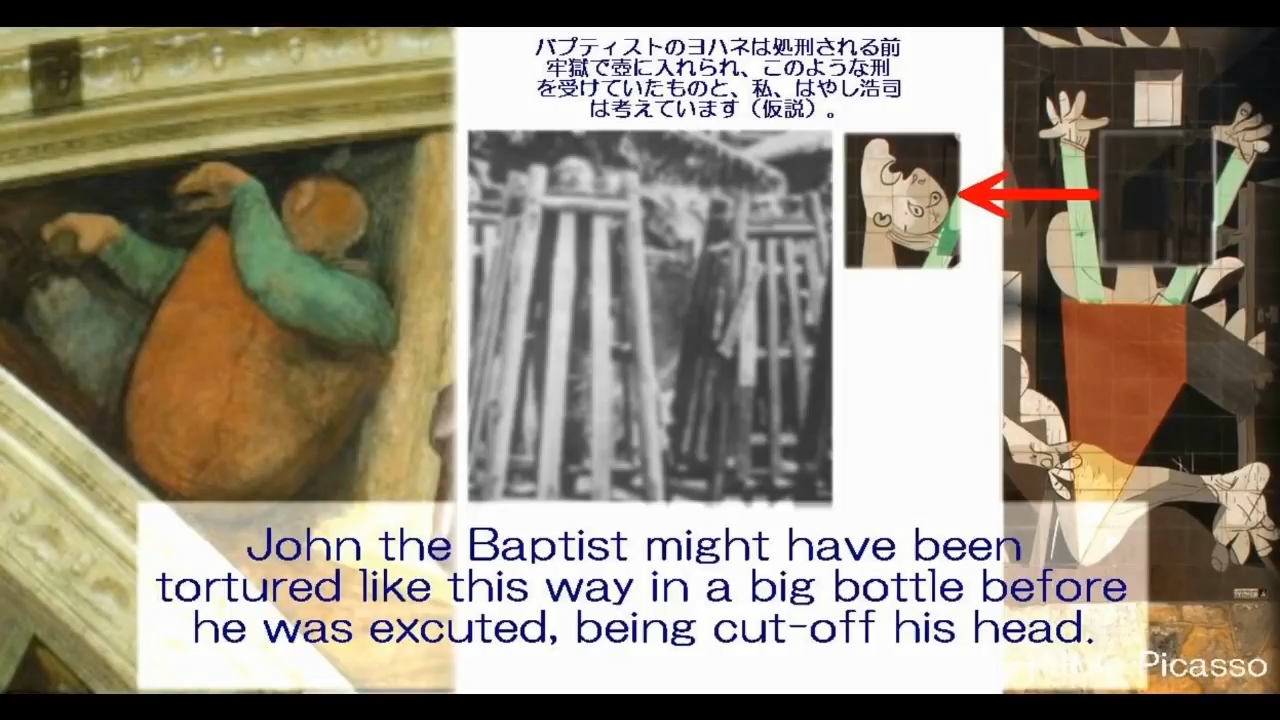 バプティストのヨハネは処刑される前
牢獄で壺に入れられ、このような刑
を受けていたものと、私、はやし浩司
は考えています（仮説）。
John the Baptist might have been
tortured like this way in a big bottle before
he was excuted, being cut-off his head.
Picasso